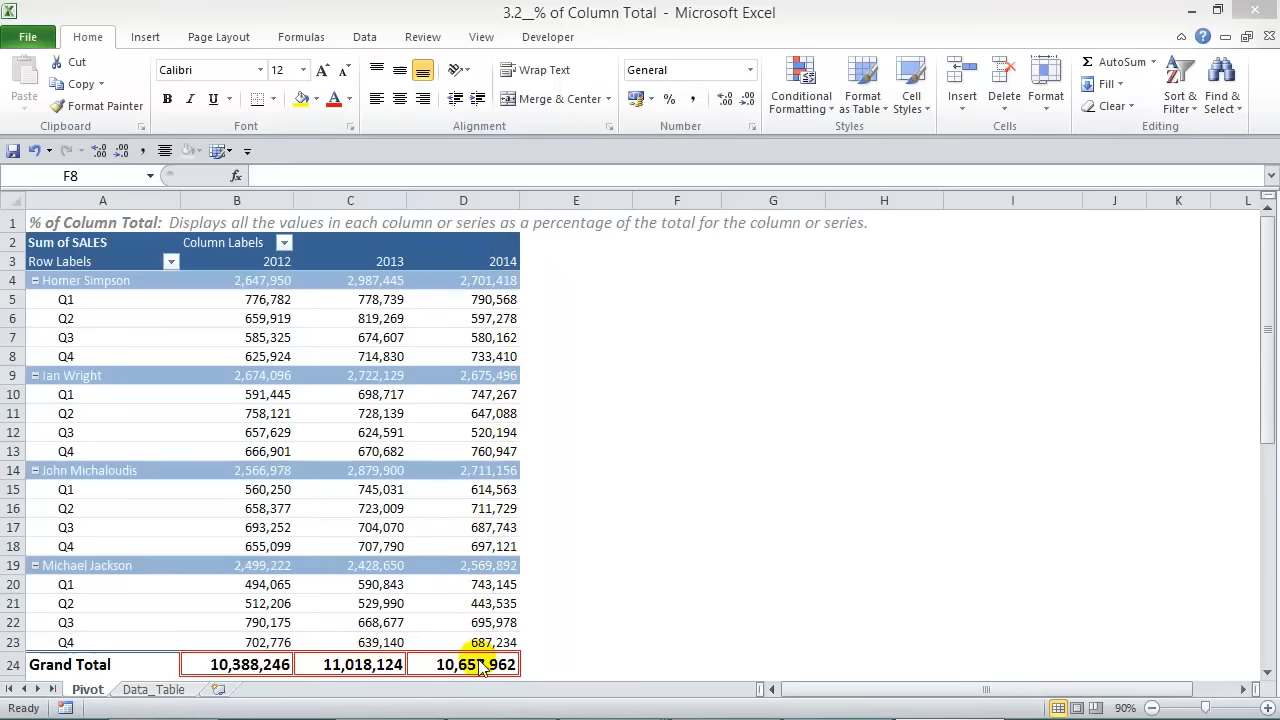 3.2__% of Column Total - Microsoft Excel
File Home Insert Page Layout Formulas Data Review View Developer
Paste
Cut
Copy
Format Painter
Clipboard
Calibri 12
B I U A
Font
Wrap Text
Merge & Center
Alignment
General
% ,
Number
Conditional Formatting
Format as Table
Cell Styles
Styles
Insert Delete Format
Cells
Σ AutoSum
Fill
Clear
Sort & Filter
Find & Select
Editing
F8 fx
A B C D E F G H I J K L
1 % of Column Total: Displays all the values in each column or series as a percentage of the total for the column or series.
2 Sum of SALES Column Labels
3 Row Labels 2012 2013 2014
4 Homer Simpson 2,647,950 2,987,445 2,701,418
5 Q1 776,782 778,739 790,568
6 Q2 659,919 819,269 597,278
7 Q3 585,325 674,607 580,162
8 Q4 625,924 714,830 733,410
9 Ian Wright 2,674,096 2,722,129 2,675,496
10 Q1 591,445 698,717 747,267
11 Q2 758,121 728,139 647,088
12 Q3 657,629 624,591 520,194
13 Q4 666,901 670,682 760,947
14 John Michaloudis 2,566,978 2,879,900 2,711,156
15 Q1 560,250 745,031 614,563
16 Q2 658,377 723,009 711,729
17 Q3 693,252 704,070 687,743
18 Q4 655,099 707,790 697,121
19 Michael Jackson 2,499,222 2,428,650 2,569,892
20 Q1 494,065 590,843 743,145
21 Q2 512,206 529,990 443,535
22 Q3 790,175 668,677 695,978
23 Q4 702,776 639,140 687,234
24 Grand Total 10,388,246 11,018,124
Pivot Data_Table
Ready 90%